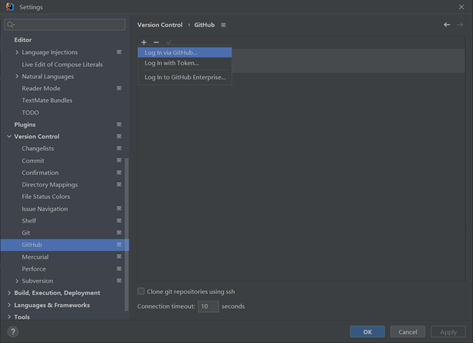 Settings
Editor
Language Injections
Live Edit of Compose Literals
Natural Languages
Reader Mode
TextMate Bundles
TODO
Plugins
Version Control
Changelists
Commit
Confirmation
Directory Mappings
File Status Colors
Issue Navigation
Shelf
Git
GitHub
Mercurial
Perforce
Subversion
Build, Execution, Deployment
Languages & Frameworks
Tools
Version Control › GitHub
Log In via GitHub...
Log In with Token...
Log In to GitHub Enterprise...
Clone git repositories using ssh
Connection timeout: 10 seconds
?
OK Cancel Apply